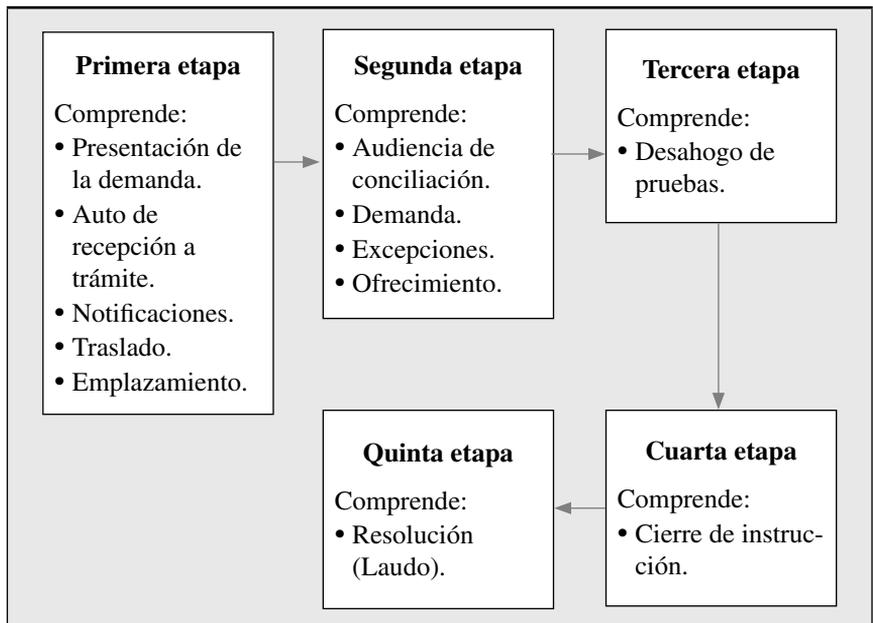 Primera etapa
Comprende:
• Presentación de
la demanda.
• Auto de
recepción a
trámite.
• Notificaciones.
• Traslado.
• Emplazamiento.
Segunda etapa
Comprende:
• Audiencia de
conciliación.
• Demanda.
• Excepciones.
• Ofrecimiento.
Tercera etapa
Comprende:
• Desahogo de
pruebas.
Cuarta etapa
Comprende:
• Cierre de instruc-
ción.
Quinta etapa
Comprende:
• Resolución
(Laudo).